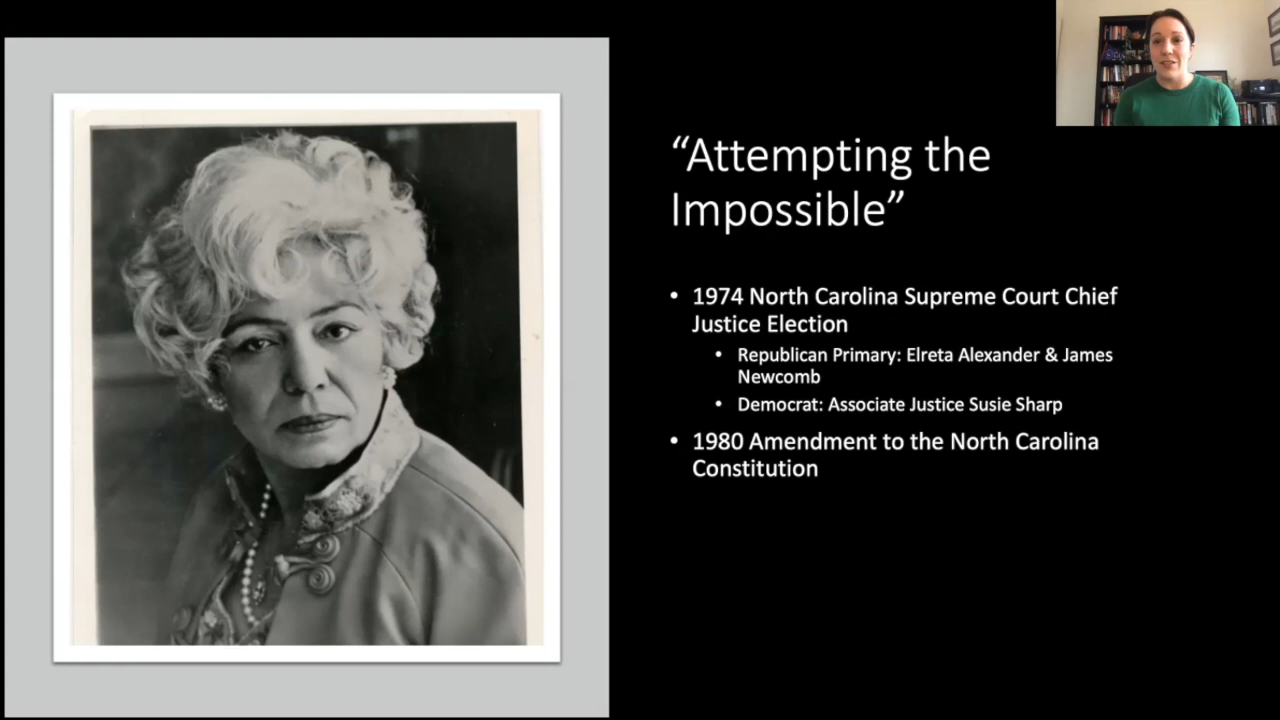 “Attempting the
Impossible”
• 1974 North Carolina Supreme Court Chief
Justice Election
• Republican Primary: Elreta Alexander & James
Newcomb
• Democrat: Associate Justice Susie Sharp
• 1980 Amendment to the North Carolina
Constitution